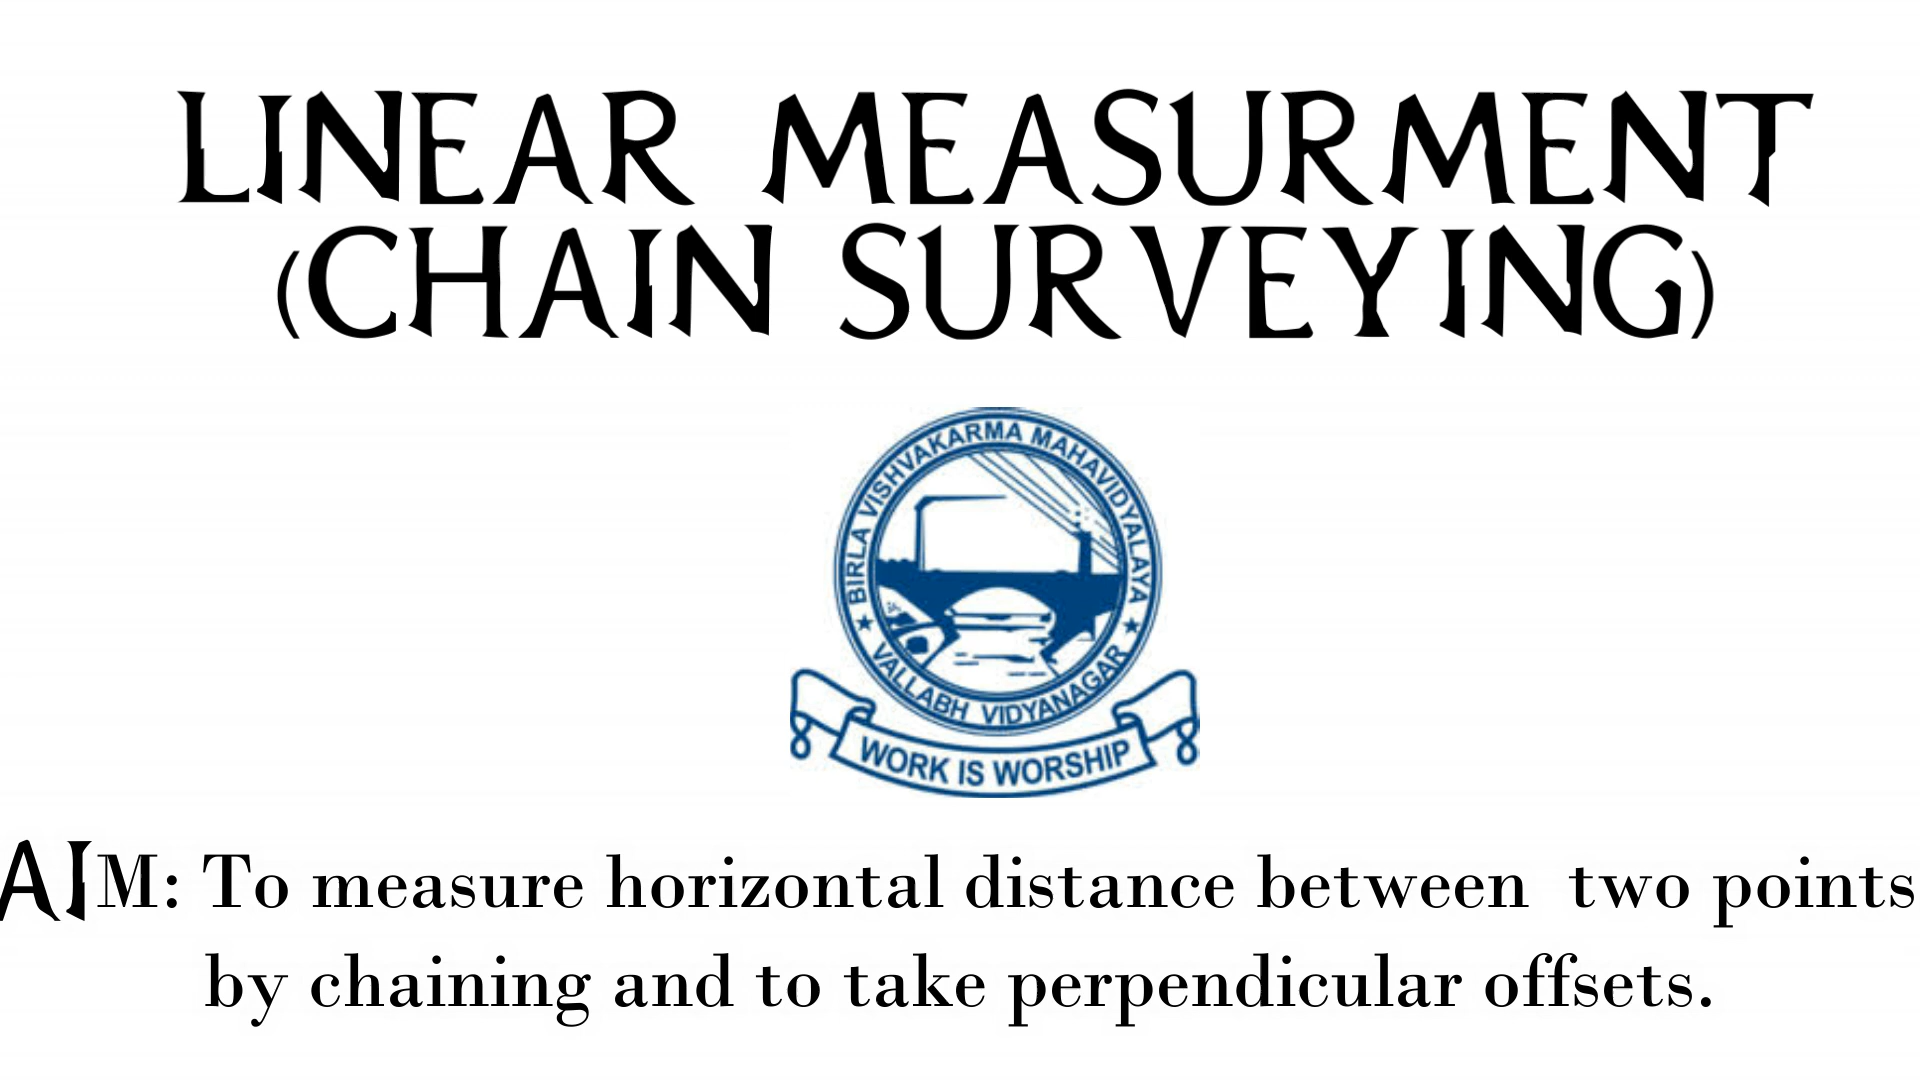 LINEAR MEASURMENT
(CHAIN SURVEYING)
BIRLA VISHVAKARMA MAHAVIDYALAYA
★ VALLABH VIDYANAGAR ★
WORK IS WORSHIP
AIM: To measure horizontal distance between two points
by chaining and to take perpendicular offsets.